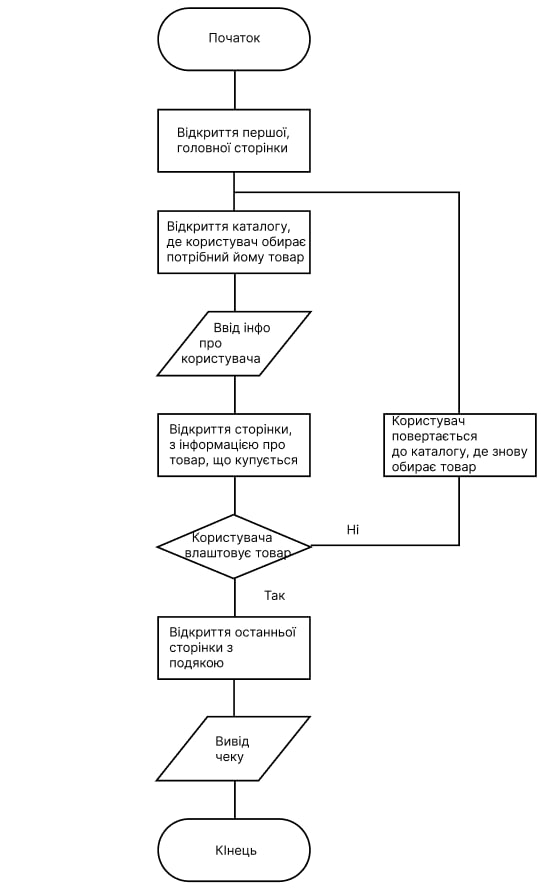 Початок
Відкриття першої,
головної сторінки
Відкриття каталогу,
де користувач обирає
потрібний йому товар
Ввід інфо
про
користувача
Відкриття сторінки,
з інформацією про
товар, що купується
Користувач
повертається
до каталогу, де знову
обирає товар
Користувача
влаштовує товар
Ні
Так
Відкриття останньої
сторінки з
подякою
Вивід
чеку
КІнець